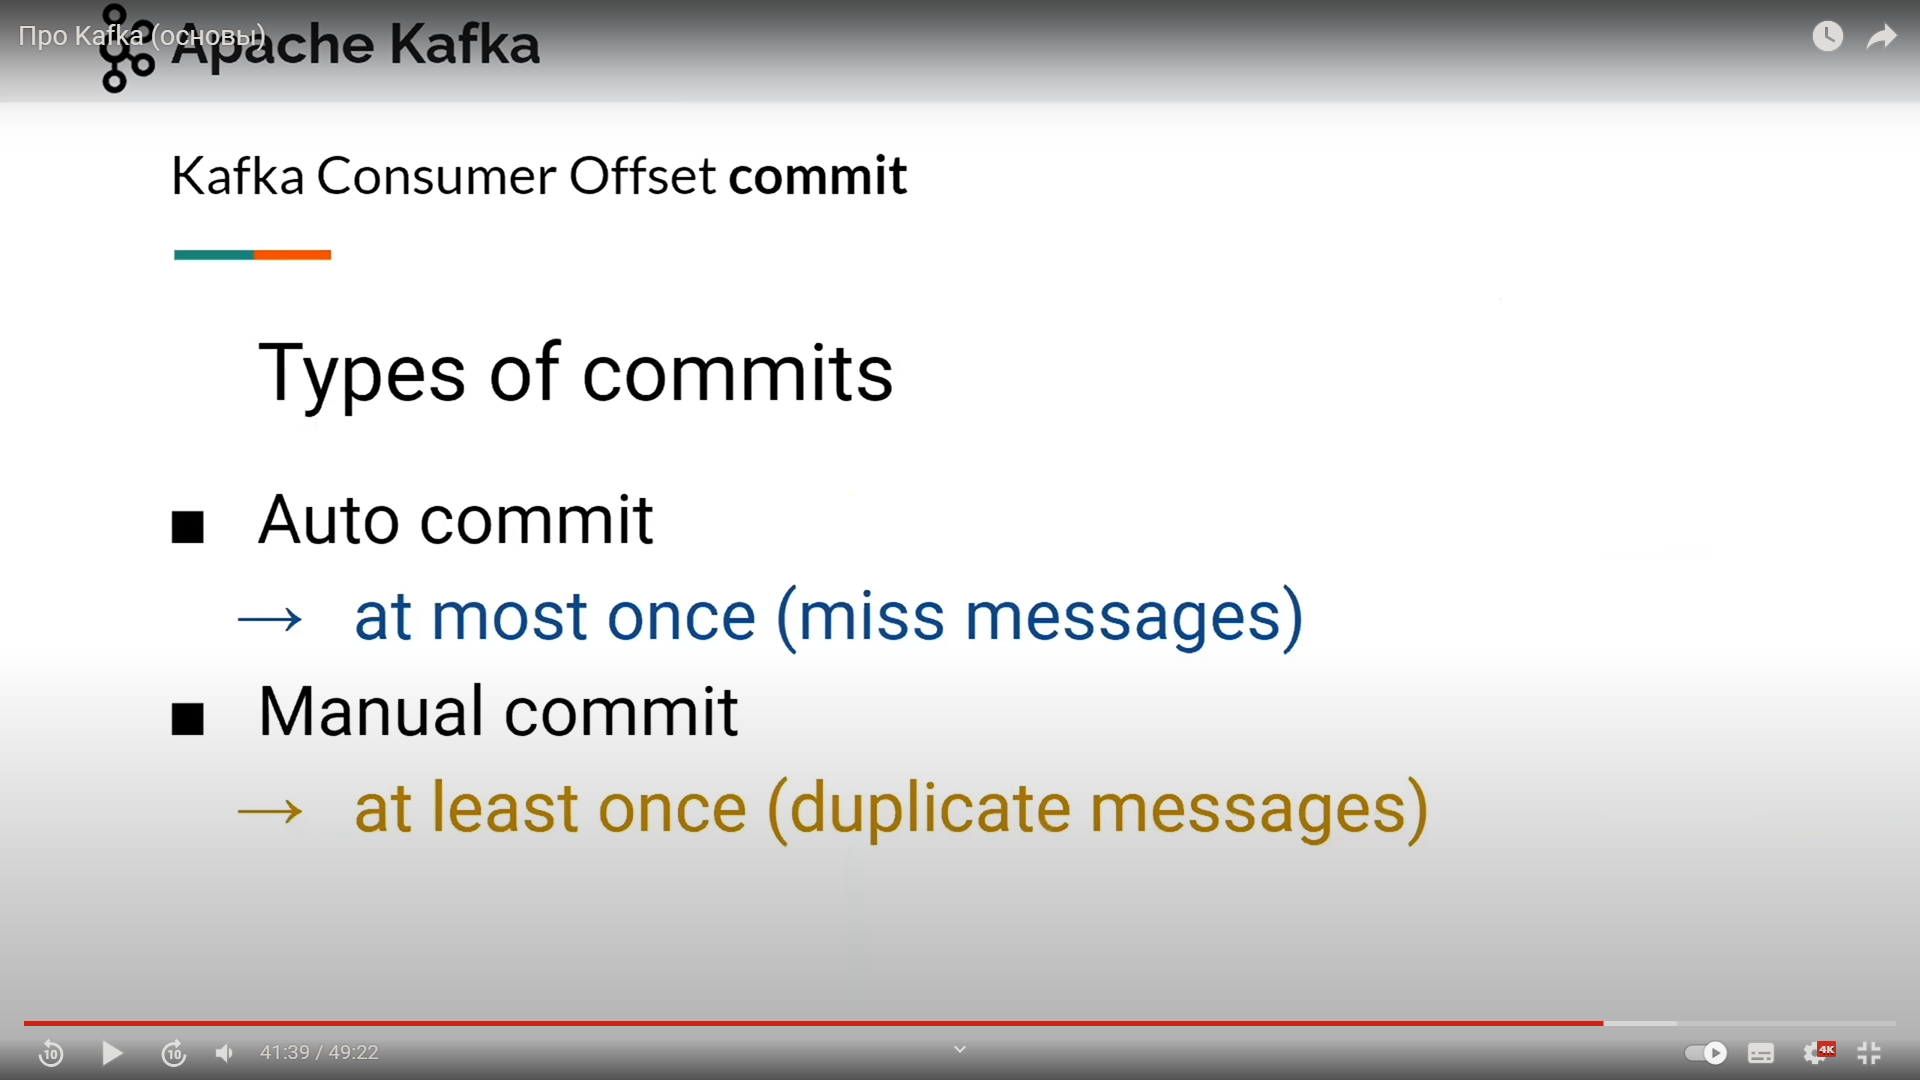 Про Kafka (основы)
Apache Kafka
Kafka Consumer Offset commit
Types of commits
■ Auto commit
→ at most once (miss messages)
■ Manual commit
→ at least once (duplicate messages)
10
10
41:39 / 49:22
4K